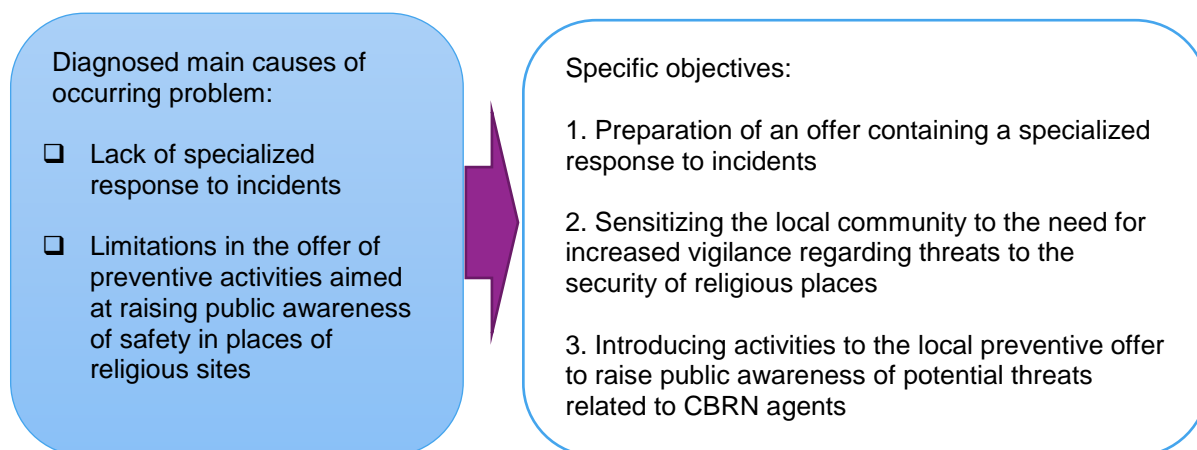 Diagnosed main causes of
occurring problem:
❑ Lack of specialized
response to incidents
❑ Limitations in the offer of
preventive activities aimed
at raising public awareness
of safety in places of
religious sites
Specific objectives:
1. Preparation of an offer containing a specialized
response to incidents
2. Sensitizing the local community to the need for
increased vigilance regarding threats to the
security of religious places
3. Introducing activities to the local preventive offer
to raise public awareness of potential threats
related to CBRN agents